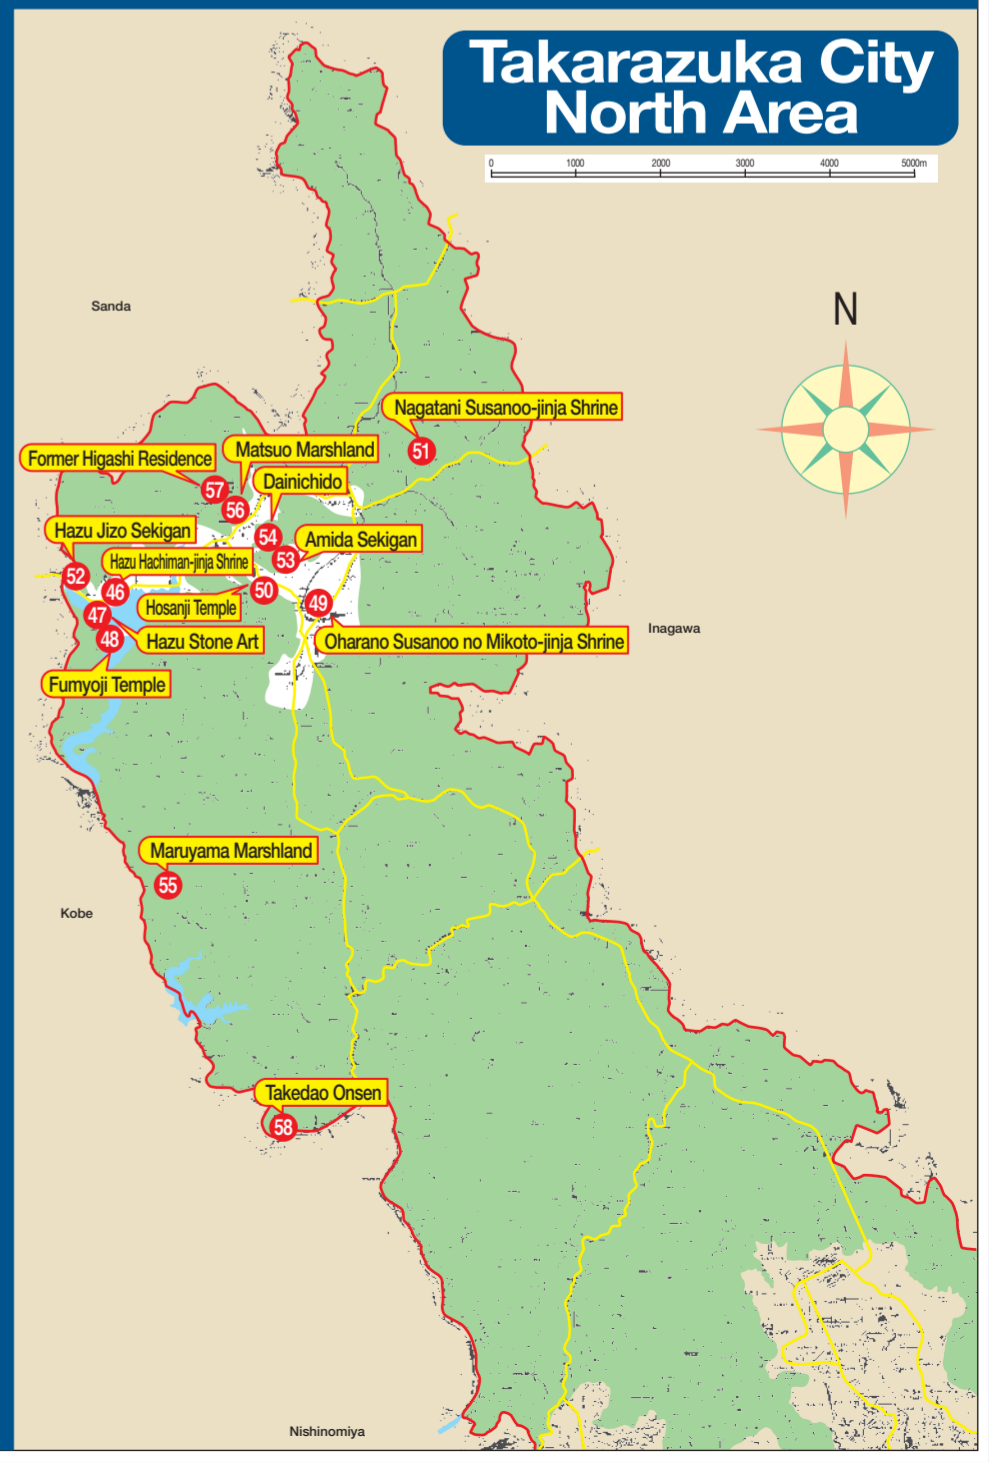 Takarazuka City
North Area
0 1000 2000 3000 4000 5000m
Sanda
N
Nagatani Susanoo-jinja Shrine
51
Former Higashi Residence
Matsuo Marshland
57
Dainichido
56
Hazu Jizo Sekigan
54
Amida Sekigan
Hazu Hachiman-jinja Shrine
53
52
46
50
Hosanji Temple
49
47
Inagawa
48
Hazu Stone Art
Oharano Susanoo no Mikoto-jinja Shrine
Fumyoji Temple
Maruyama Marshland
55
Kobe
Takedao Onsen
58
Nishinomiya